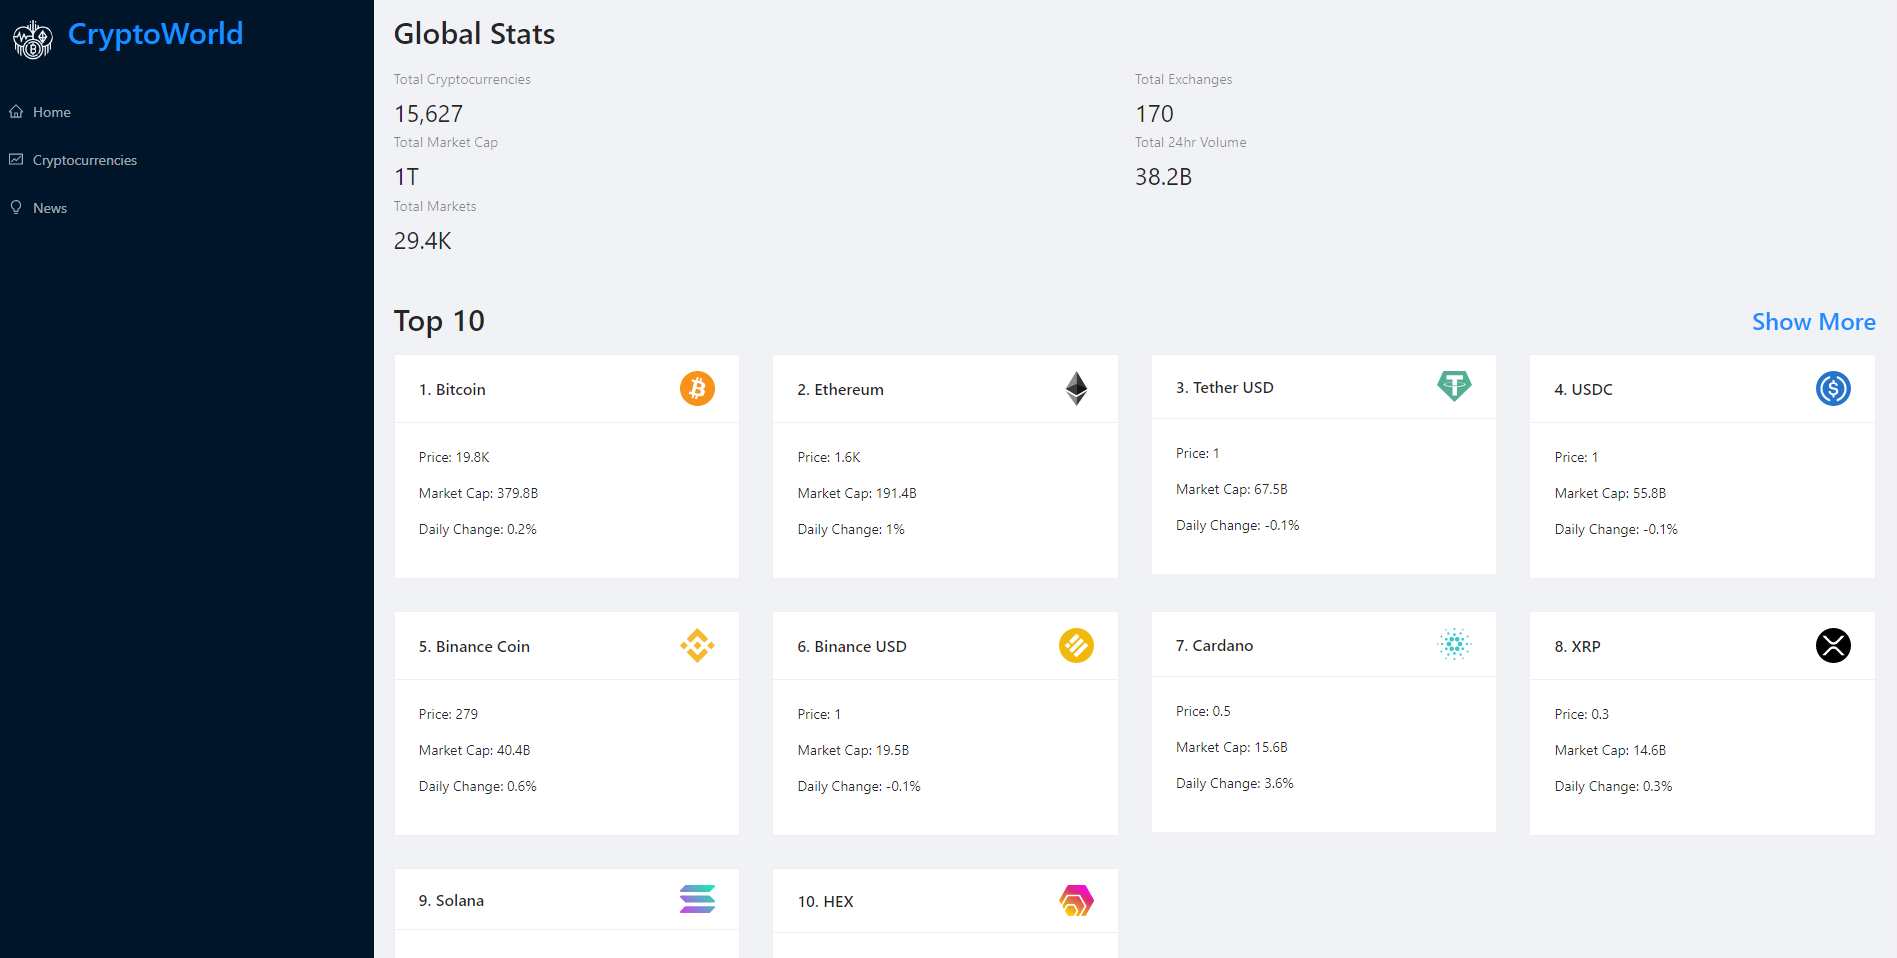 CryptoWorld
Home
Cryptocurrencies
News
Global Stats
Total Cryptocurrencies
15,627
Total Exchanges
170
Total Market Cap
1T
Total 24hr Volume
38.2B
Total Markets
29.4K
Top 10
Show More
1. Bitcoin
Price: 19.8K
Market Cap: 379.8B
Daily Change: 0.2%
2. Ethereum
Price: 1.6K
Market Cap: 191.4B
Daily Change: 1%
3. Tether USD
Price: 1
Market Cap: 67.5B
Daily Change: -0.1%
4. USDC
Price: 1
Market Cap: 55.8B
Daily Change: -0.1%
5. Binance Coin
Price: 279
Market Cap: 40.4B
Daily Change: 0.6%
6. Binance USD
Price: 1
Market Cap: 19.5B
Daily Change: -0.1%
7. Cardano
Price: 0.5
Market Cap: 15.6B
Daily Change: 3.6%
8. XRP
Price: 0.3
Market Cap: 14.6B
Daily Change: 0.3%
9. Solana
10. HEX